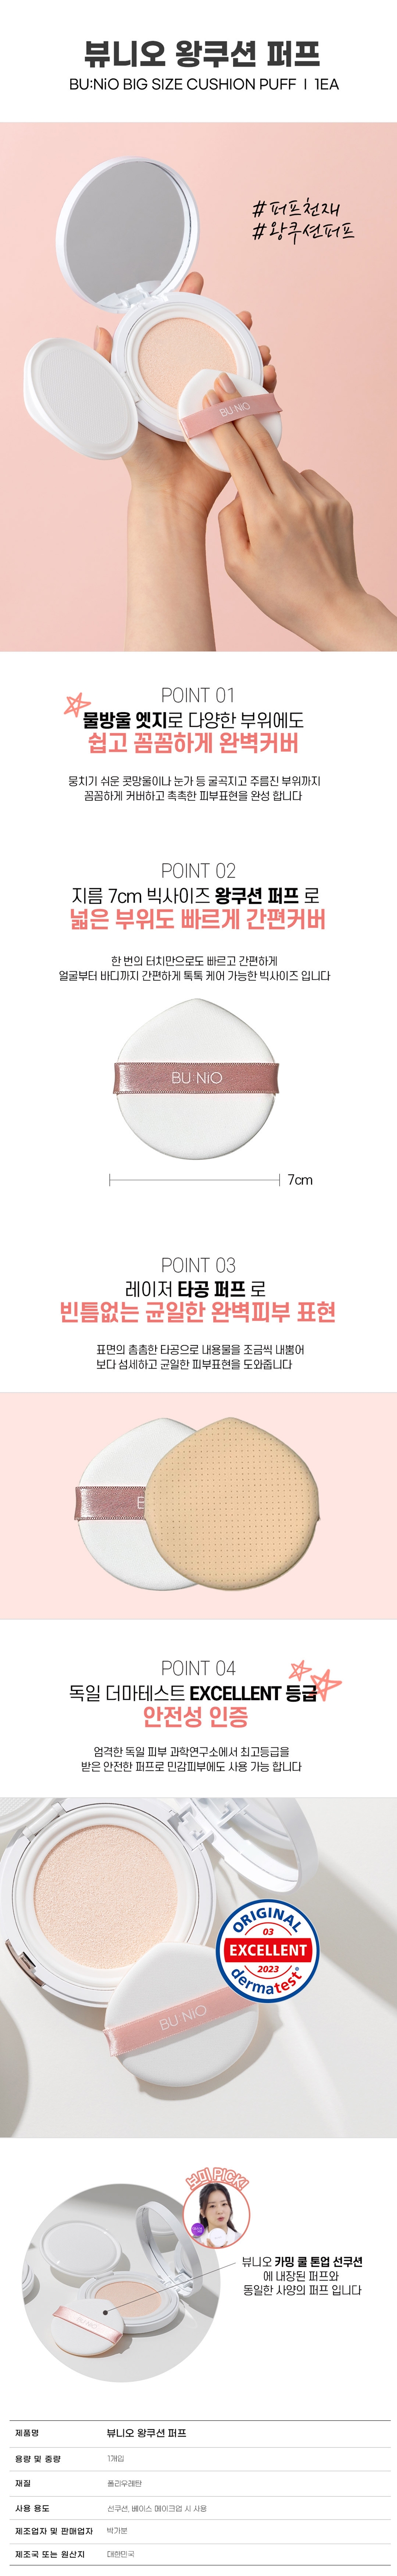 뷰니오 왕쿠션 퍼프
BU:NiO BIG SIZE CUSHION PUFF I 1EA
#퍼프천재
#왕쿠션퍼프
BU:NiO
POINT 01
물방울 엣지로 다양한 부위에도
쉽고 꼼꼼하게 완벽커버
뭉치기 쉬운 콧망울이나 눈가 등 굴곡지고 주름진 부위까지
꼼꼼하게 커버하고 촉촉한 피부표현을 완성 합니다
POINT 02
지름 7cm 빅사이즈 왕쿠션 퍼프 로
넓은 부위도 빠르게 간편커버
한 번의 터치만으로도 빠르고 간편하게
얼굴부터 바디까지 간편하게 톡톡 케어 가능한 빅사이즈 입니다
BU:NiO
7cm
POINT 03
레이저 타공 퍼프 로
빈틈없는 균일한 완벽피부 표현
표면의 촘촘한 타공으로 내용물을 조금씩 내뿜어
보다 섬세하고 균일한 피부표현을 도와줍니다
POINT 04
독일 더마테스트 EXCELLENT 등급
안전성 인증
엄격한 독일 피부 과학연구소에서 최고등급을
받은 안전한 퍼프로 민감피부에도 사용 가능 합니다
ORIGINAL
03
EXCELLENT
2023
dermatest®
BU:NiO
보미 PICK!
뷰니오 카밍 쿨 톤업 선쿠션
에 내장된 퍼프와
동일한 사양의 퍼프 입니다
BU:NiO
제품명 뷰니오 왕쿠션 퍼프
용량 및 중량 1개입
재질 폴리우레탄
사용 용도 선쿠션, 베이스 메이크업 시 사용
제조업자 및 판매업자 박가분
제조국 또는 원산지 대한민국